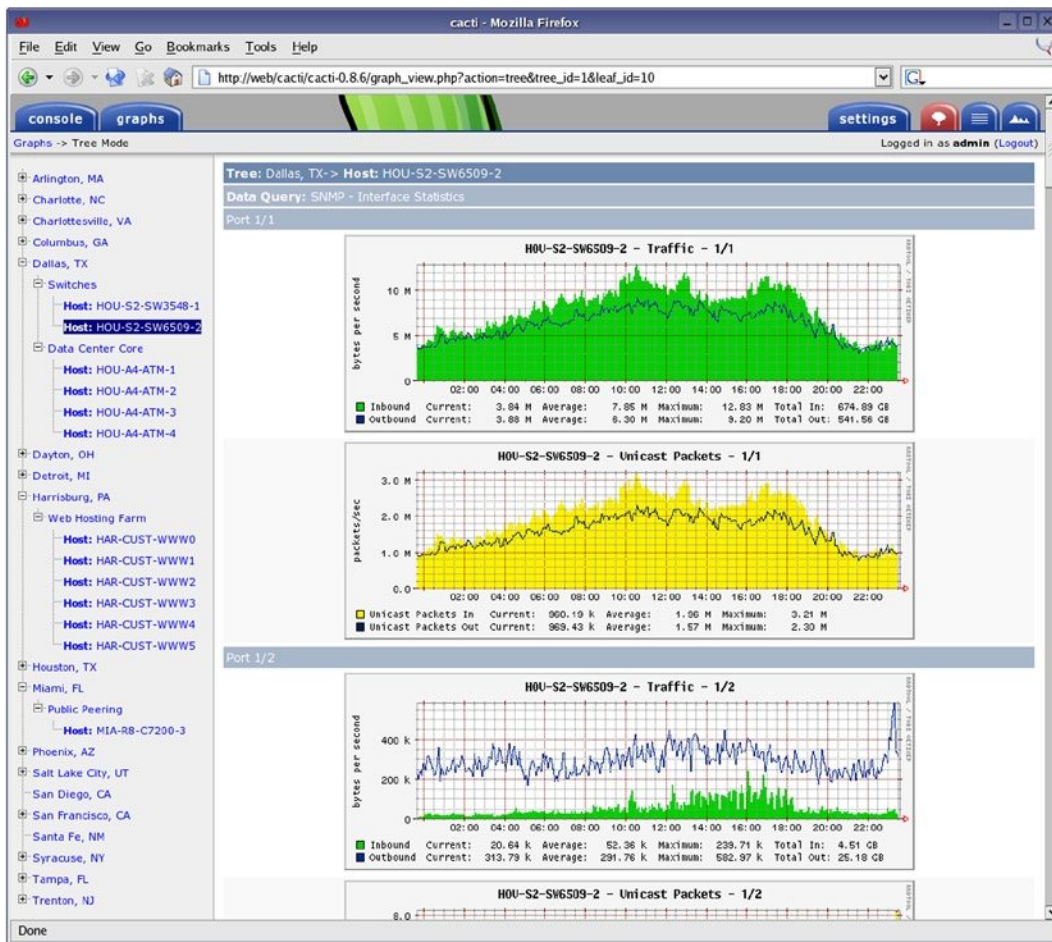 cacti - Mozilla Firefox
File Edit View Go Bookmarks Tools Help
http://web/cacti/cacti-0.8.6/graph_view.php?action=tree&tree_id=1&leaf_id=10
G
console graphs settings
Graphs -> Tree Mode Logged in as admin (Logout)
Arlington, MA
Charlotte, NC
Charlottesville, VA
Columbus, GA
Dallas, TX
Switches
Host: HOU-S2-SW3548-1
Host: HOU-S2-SW6509-2
Data Center Core
Host: HOU-A4-ATM-1
Host: HOU-A4-ATM-2
Host: HOU-A4-ATM-3
Host: HOU-A4-ATM-4
Dayton, OH
Detroit, MI
Harrisburg, PA
Web Hosting Farm
Host: HAR-CUST-WWW0
Host: HAR-CUST-WWW1
Host: HAR-CUST-WWW2
Host: HAR-CUST-WWW3
Host: HAR-CUST-WWW4
Host: HAR-CUST-WWW5
Houston, TX
Miami, FL
Public Peering
Host: MIA-R8-C7200-3
Phoenix, AZ
Salt Lake City, UT
San Diego, CA
San Francisco, CA
Santa Fe, NM
Syracuse, NY
Tampa, FL
Trenton, NJ
Tree: Dallas, TX-> Host: HOU-S2-SW6509-2
Data Query: SNMP - Interface Statistics
Port 1/1
HOU-S2-SW6509-2 - Traffic - 1/1
bytes per second
10 M
5 M
0
02:00 04:00 06:00 08:00 10:00 12:00 14:00 16:00 18:00 20:00 22:00
Inbound Current: 3.84 M Average: 7.85 M Maximum: 12.83 M Total In: 674.89 GB
Outbound Current: 3.88 M Average: 6.30 M Maximum: 9.20 M Total Out: 541.56 GB
HOU-S2-SW6509-2 - Unicast Packets - 1/1
packets/sec
3.0 M
2.0 M
1.0 M
0.0
02:00 04:00 06:00 08:00 10:00 12:00 14:00 16:00 18:00 20:00 22:00
Unicast Packets In Current: 960.19 k Average: 1.96 M Maximum: 3.21 M
Unicast Packets Out Current: 969.43 k Average: 1.57 M Maximum: 2.30 M
Port 1/2
HOU-S2-SW6509-2 - Traffic - 1/2
bytes per second
400 k
200 k
0
02:00 04:00 06:00 08:00 10:00 12:00 14:00 16:00 18:00 20:00 22:00
Inbound Current: 20.64 k Average: 52.36 k Maximum: 239.71 k Total In: 4.51 GB
Outbound Current: 313.79 k Average: 291.76 k Maximum: 582.97 k Total Out: 25.18 GB
HOU-S2-SW6509-2 - Unicast Packets - 1/2
8.0
Done